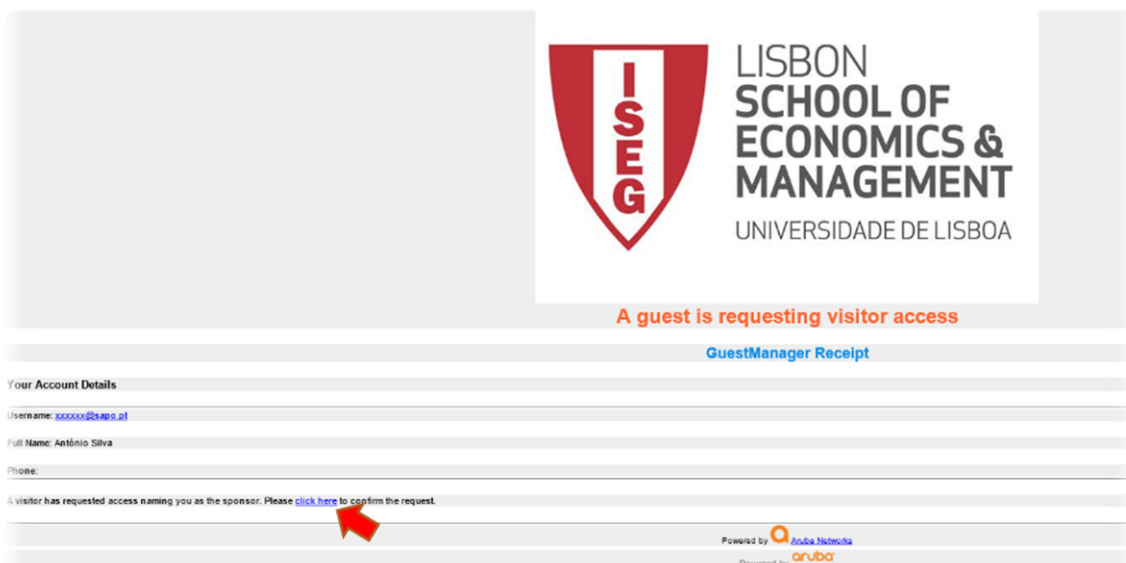 ISEG
LISBON
SCHOOL OF
ECONOMICS &
MANAGEMENT
UNIVERSIDADE DE LISBOA
A guest is requesting visitor access
GuestManager Receipt
Your Account Details
Username: xxxxxx@sapo.pt
Full Name: António Silva
Phone:
A visitor has requested access naming you as the sponsor. Please click here to confirm the request.
Powered by Aruba Networks
Powered by aruba